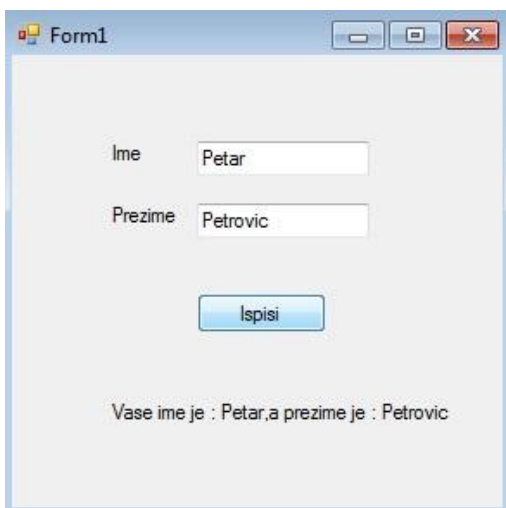 Form1
Ime
Petar
Prezime
Petrovic
Ispisi
Vase ime je : Petar,a prezime je : Petrovic